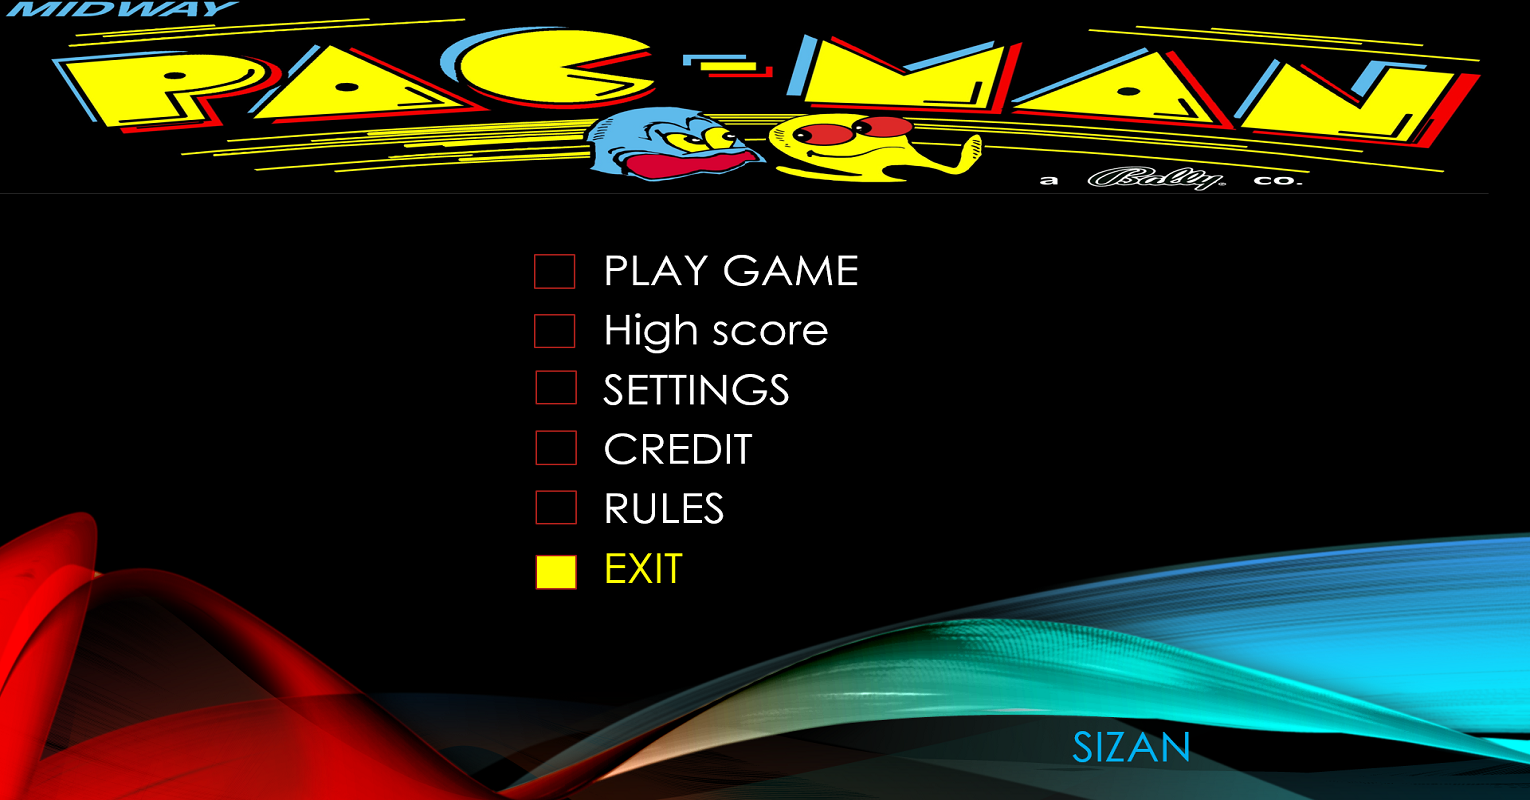 MIDWAY
PAC-MAN
a Bally co.
PLAY GAME
High score
SETTINGS
CREDIT
RULES
EXIT
SIZAN